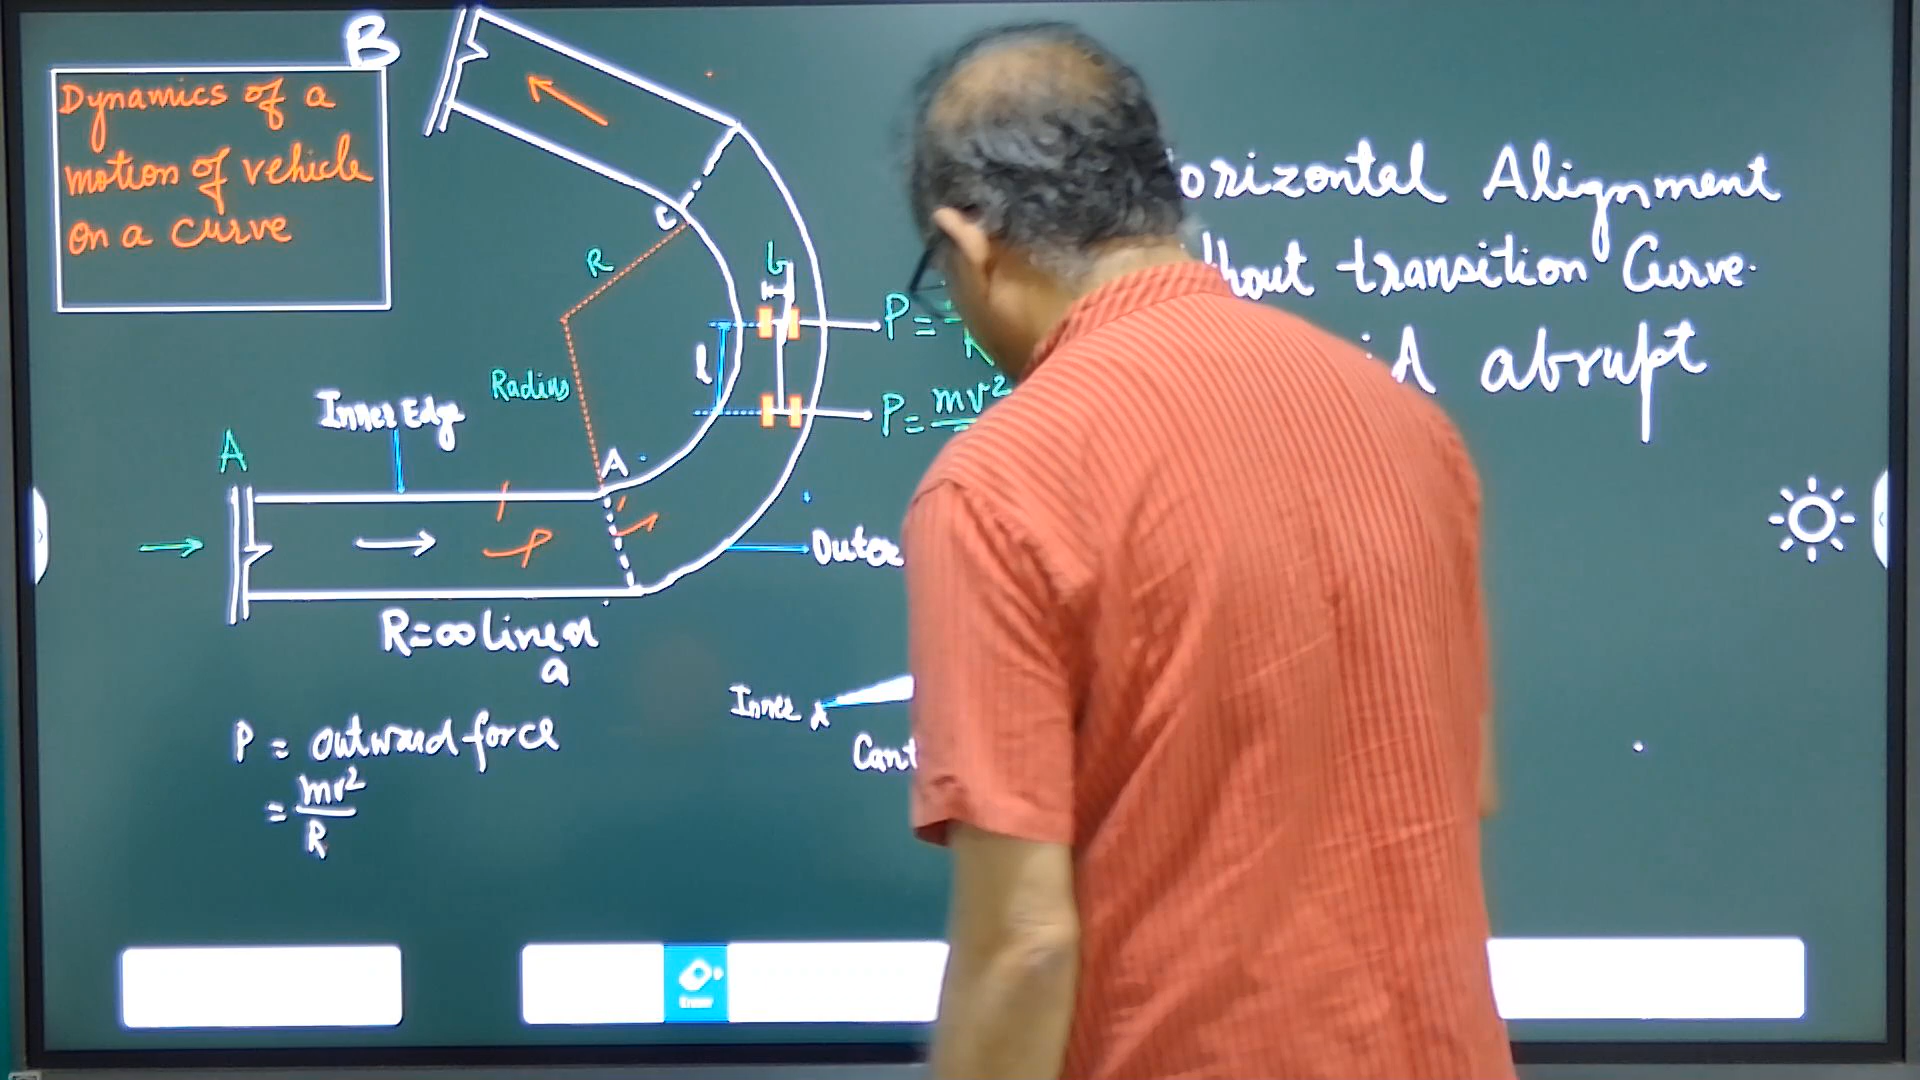 B
Dynamics of a
motion of vehicle
on a curve
orizontal Alignment
hout transition Curve.
abrupt
C
R
Radius
l
P =
P = mv²
Inner Edge
A
A
Outer
R=∞ linear
P = outward force
= mv²
R
Inner
Cant